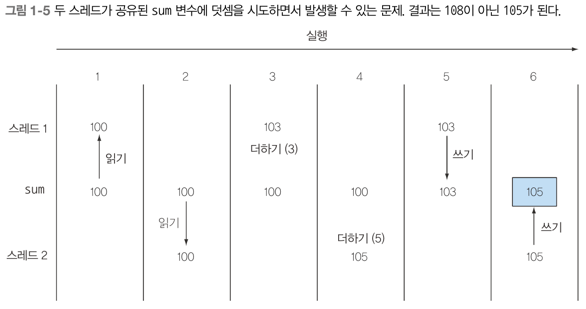 그림 1-5 두 스레드가 공유된 sum 변수에 덧셈을 시도하면서 발생할 수 있는 문제. 결과는 108이 아닌 105가 된다.
실행
1 2 3 4 5 6
스레드 1 100 103 103
읽기 더하기 (3) 쓰기
sum 100 100 100 100 103 105
읽기 더하기 (5) 쓰기
스레드 2 100 105 105